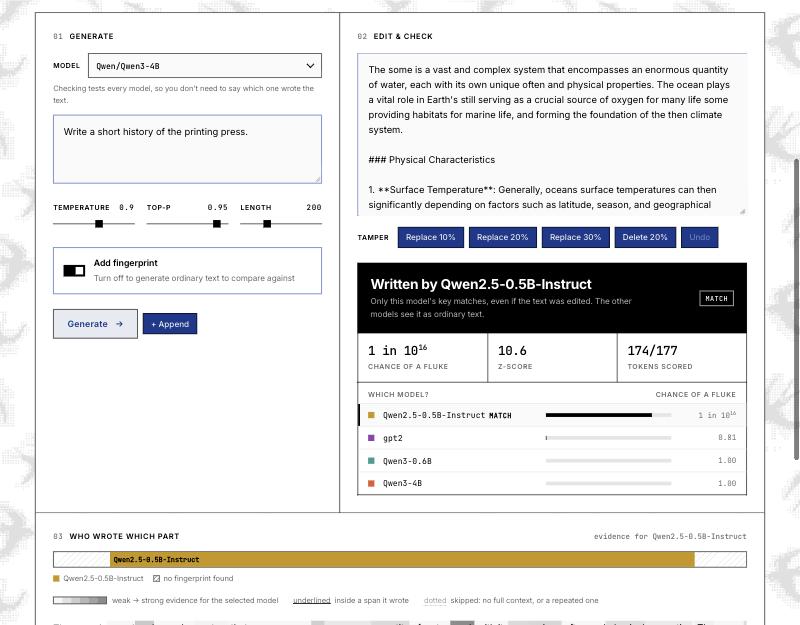 01 GENERATE
MODEL Qwen/Qwen3-4B
Checking tests every model, so you don't need to say which one wrote the
text.
Write a short history of the printing press.
TEMPERATURE 0.9 TOP-P 0.95 LENGTH 200
Add fingerprint
Turn off to generate ordinary text to compare against
Generate →
+ Append
02 EDIT & CHECK
The some is a vast and complex system that encompasses an enormous quantity
of water, each with its own unique often and physical properties. The ocean plays
a vital role in Earth's still serving as a crucial source of oxygen for many life some
providing habitats for marine life, and forming the foundation of the then climate
system.
### Physical Characteristics
1. **Surface Temperature**: Generally, oceans surface temperatures can then
significantly depending on factors such as latitude, season, and geographical
TAMPER Replace 10% Replace 20% Replace 30% Delete 20% Undo
Written by Qwen2.5-0.5B-Instruct
Only this model's key matches, even if the text was edited. The other
models see it as ordinary text.
MATCH
1 in 10¹⁶ 10.6 174/177
CHANCE OF A FLUKE Z-SCORE TOKENS SCORED
WHICH MODEL? CHANCE OF A FLUKE
Qwen2.5-0.5B-Instruct MATCH 1 in 10¹⁶
gpt2 0.81
Qwen3-0.6B 1.00
Qwen3-4B 1.00
03 WHO WROTE WHICH PART evidence for Qwen2.5-0.5B-Instruct
Qwen2.5-0.5B-Instruct
Qwen2.5-0.5B-Instruct no fingerprint found
weak → strong evidence for the selected model underlined inside a span it wrote dotted skipped: no full context, or a repeated one